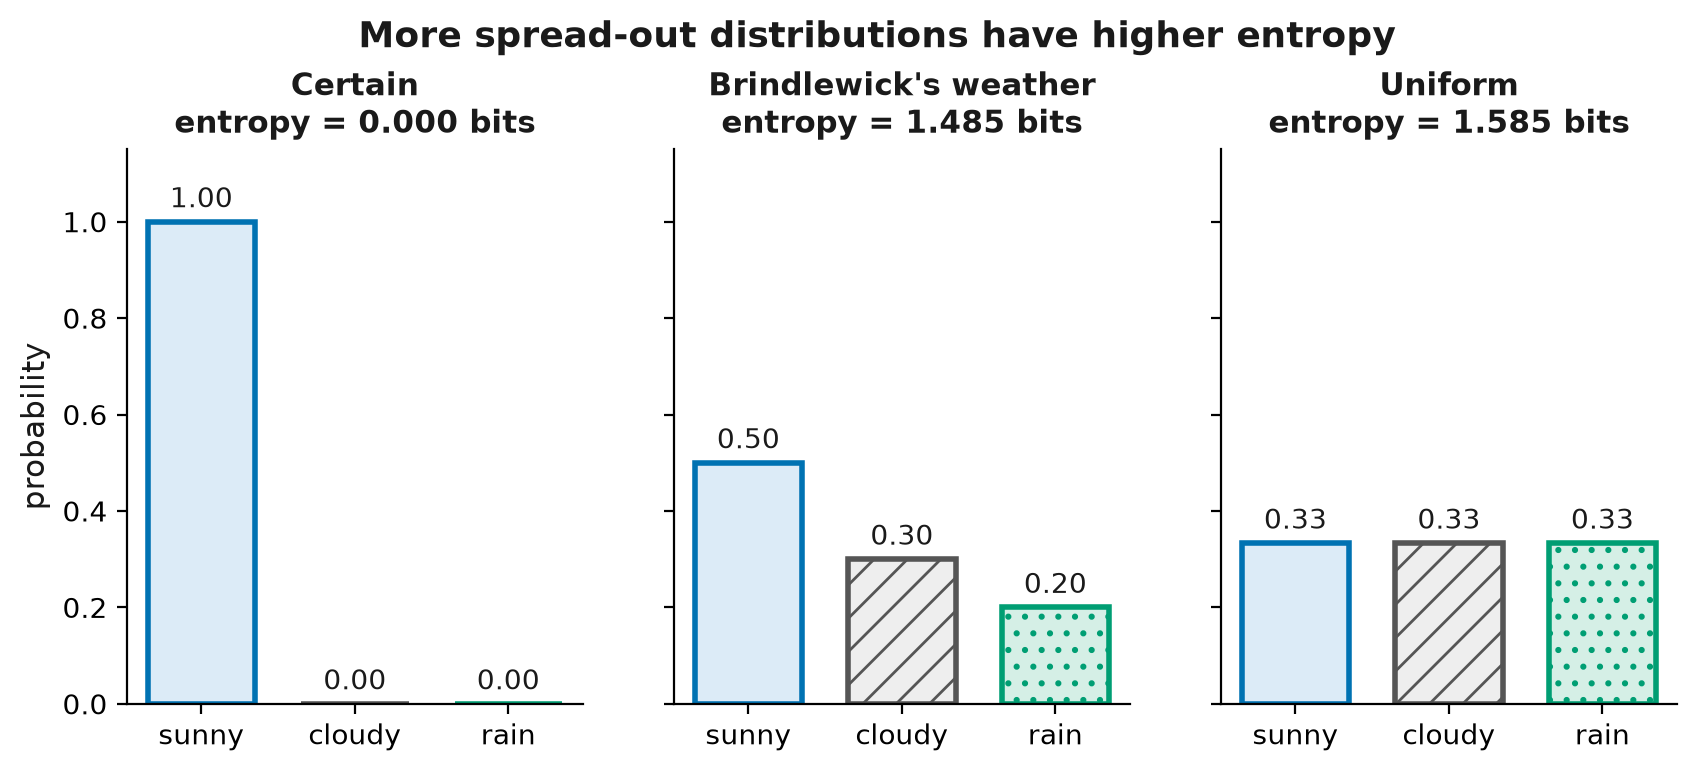 More spread-out distributions have higher entropy
Certain
entropy = 0.000 bits
probability
1.0
0.8
0.6
0.4
0.2
0.0
1.00
0.00
0.00
sunny
cloudy
rain
Brindlewick's weather
entropy = 1.485 bits
0.50
0.30
0.20
sunny
cloudy
rain
Uniform
entropy = 1.585 bits
0.33
0.33
0.33
sunny
cloudy
rain